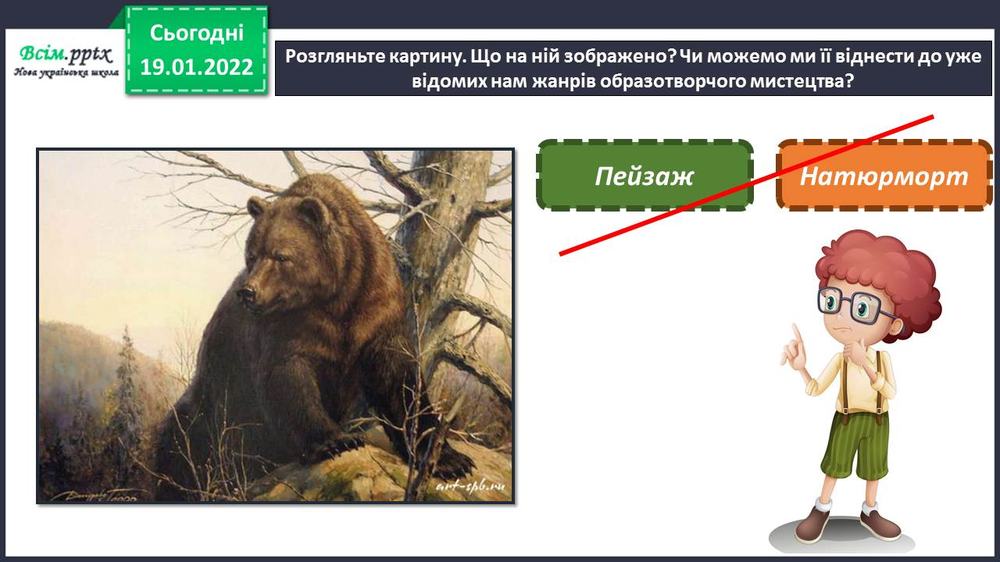 Всім.pptx
Нова українська школа
Сьогодні
19.01.2022
Розгляньте картину. Що на ній зображено? Чи можемо ми її віднести до уже
відомих нам жанрів образотворчого мистецтва?
Пейзаж
Натюрморт
art-spb.ru